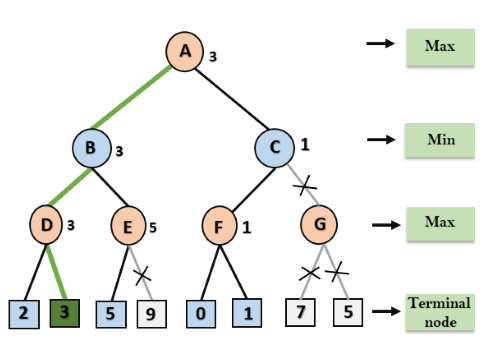 A 3 Max
B 3 C 1 Min
D 3 E 5 F 1 G Max
2 3 5 9 0 1 7 5 Terminal
node